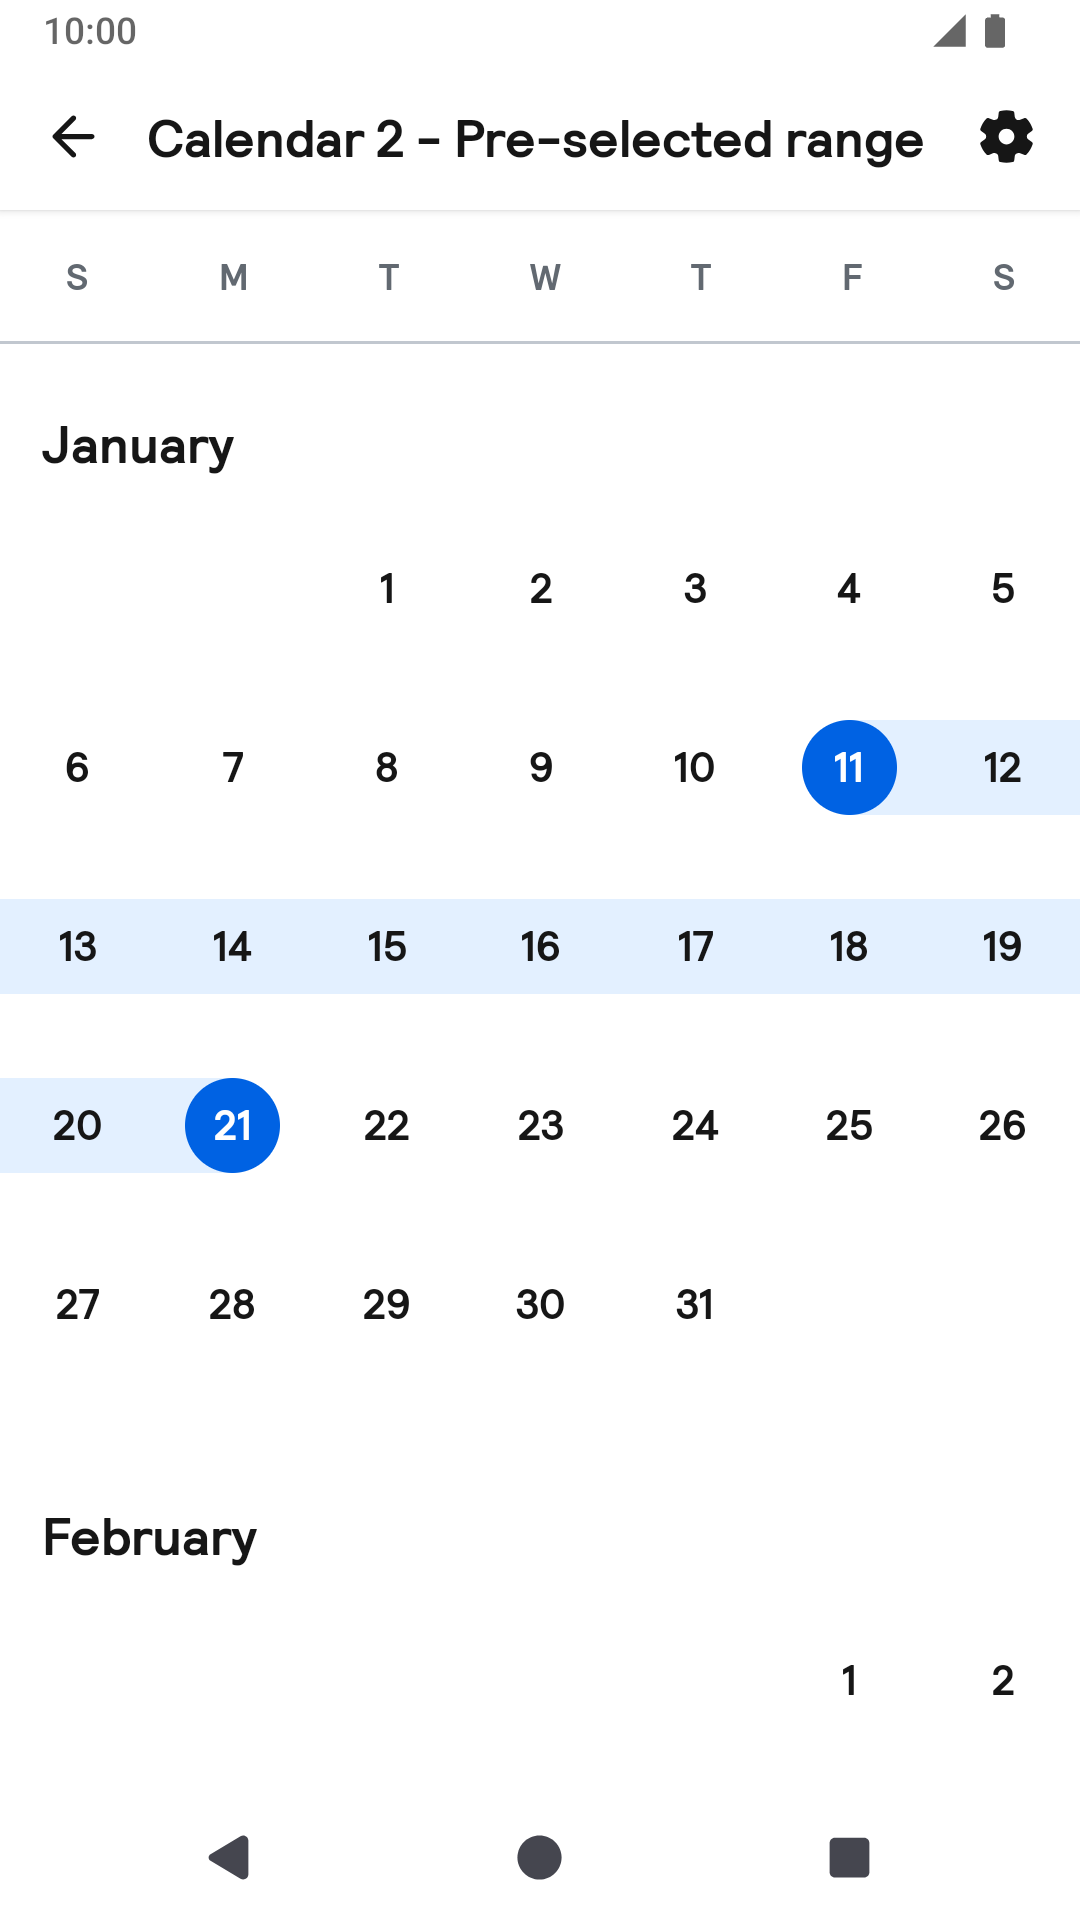 10:00
Calendar 2 - Pre-selected range
S M T W T F S
January
1 2 3 4 5
6 7 8 9 10 11 12
13 14 15 16 17 18 19
20 21 22 23 24 25 26
27 28 29 30 31
February
1 2